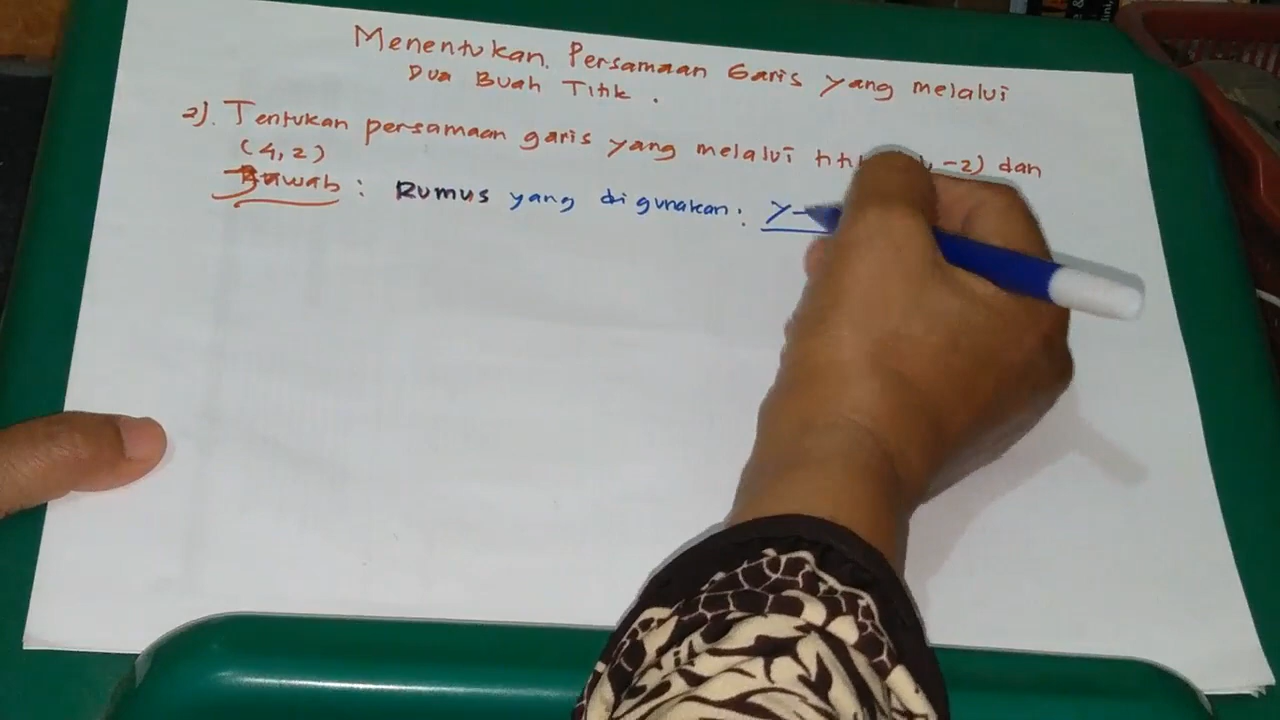 Menentukan Persamaan Garis yang melalui
Dua Buah Titik.
2). Tentukan persamaan garis yang melalui -2) dan
(4, 2)
Jawab : Rumus yang digunakan: y-